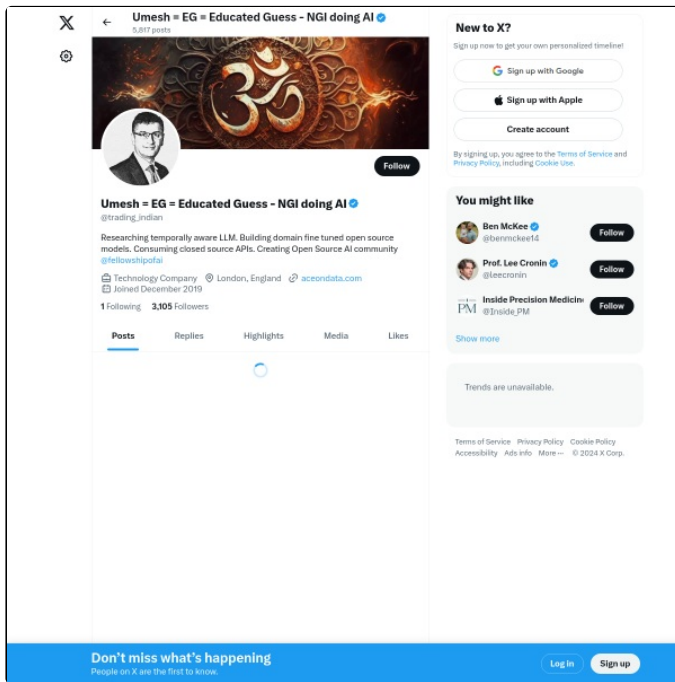 Umesh = EG = Educated Guess - NGI doing AI
5,817 posts
Follow
Umesh = EG = Educated Guess - NGI doing AI
@trading_indian
Researching temporally aware LLM. Building domain fine tuned open source
models. Consuming closed source APIs. Creating Open Source AI community
@fellowshipofai
Technology Company London, England aceondata.com
Joined December 2019
1 Following 3,105 Followers
Posts Replies Highlights Media Likes
New to X?
Sign up now to get your own personalized timeline!
Sign up with Google
Sign up with Apple
Create account
By signing up, you agree to the Terms of Service and
Privacy Policy, including Cookie Use.
You might like
Ben McKee
@benmckee14
Follow
Prof. Lee Cronin
@leecronin
Follow
PM
Inside Precision Medicin
@Inside_PM
Follow
Show more
Trends are unavailable.
Terms of Service Privacy Policy Cookie Policy
Accessibility Ads info More ··· © 2024 X Corp.
Don't miss what's happening
People on X are the first to know.
Log in
Sign up